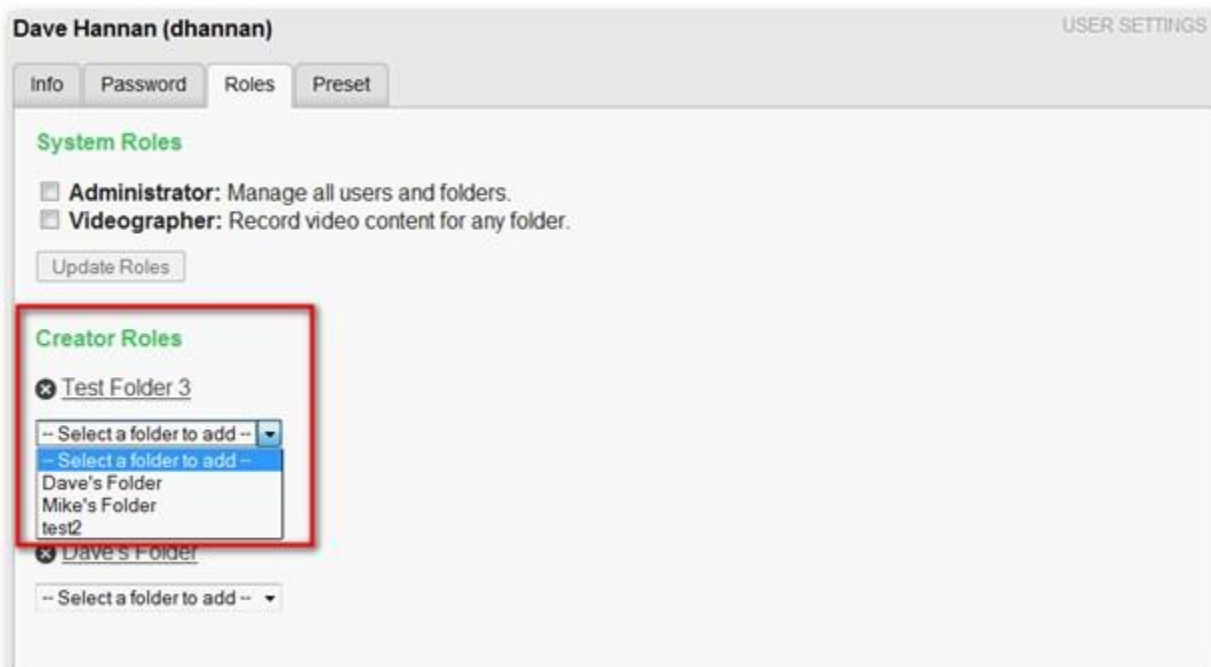 Dave Hannan (dhannan)
USER SETTINGS
Info
Password
Roles
Preset
System Roles
Administrator: Manage all users and folders.
Videographer: Record video content for any folder.
Update Roles
Creator Roles
Test Folder 3
-- Select a folder to add --
-- Select a folder to add --
Dave's Folder
Mike's Folder
test2
Dave's Folder
-- Select a folder to add --